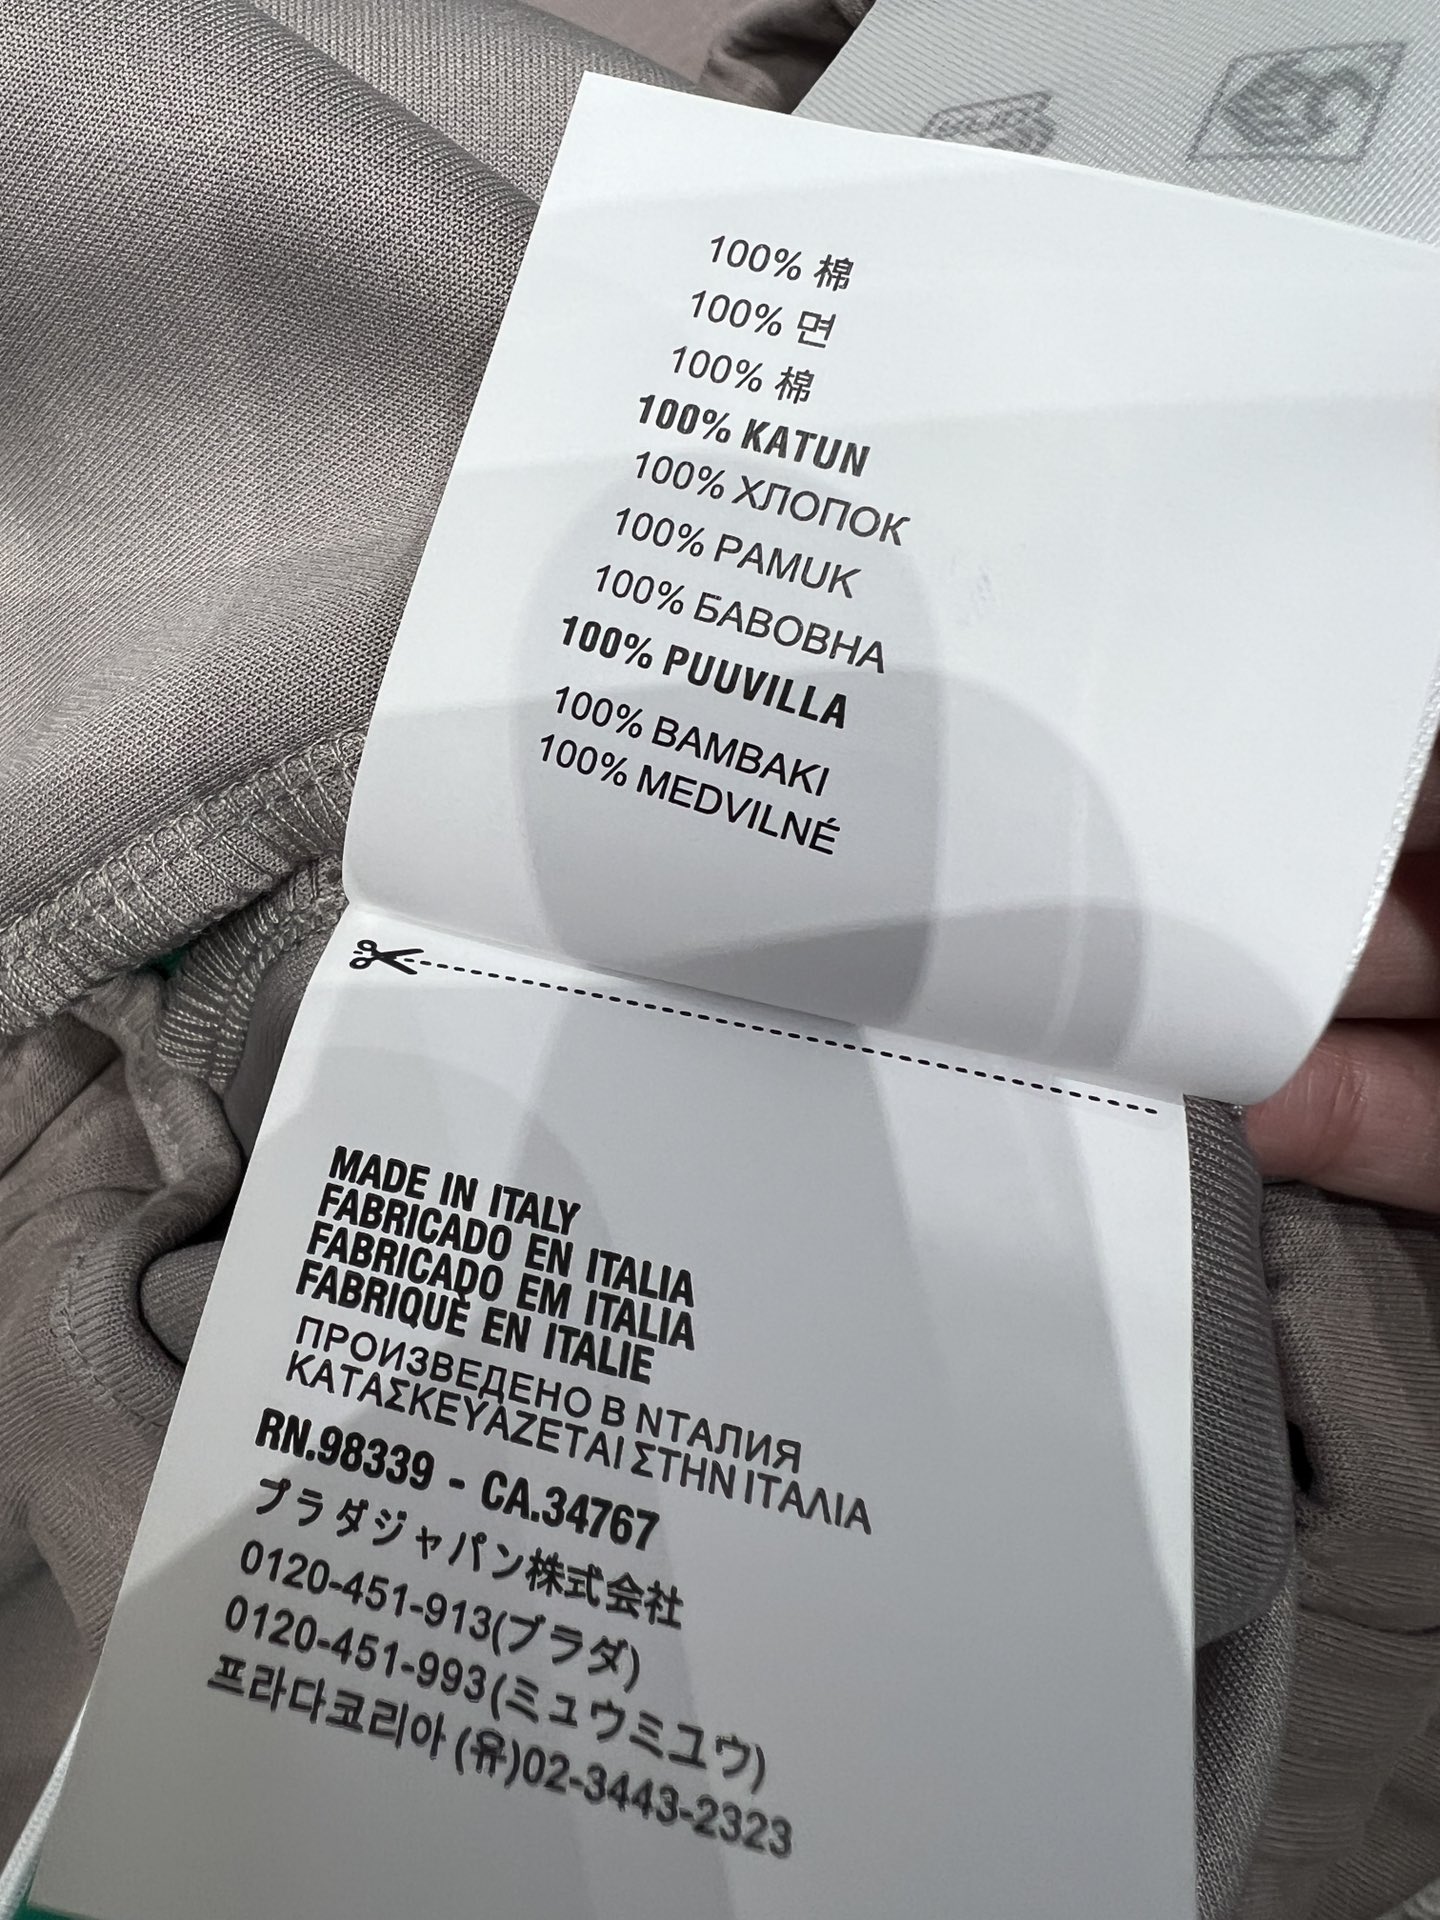 100% 棉
100% 면
100% 棉
100% KATUN
100% ХЛОПОК
100% PAMUK
100% БАВОВНА
100% PUUVILLA
100% BAMBAKI
100% MEDVILNÉ
MADE IN ITALY
FABRICADO EN ITALIA
FABRICADO EM ITALIA
FABRIQUÈ EN ITALIE
ПРОИЗВЕДЕНО В NТАЛИЯ
ΚΑΤΑΣΚΕΥΑΖΕΤΑΙ ΣΤΗΝ ΙΤΑΛΙΑ
RN.98339 - CA.34767
プラダジャパン株式会社
0120-451-913(プラダ)
0120-451-993(ミュウミュウ)
프라다코리아 (유)02-3443-2323